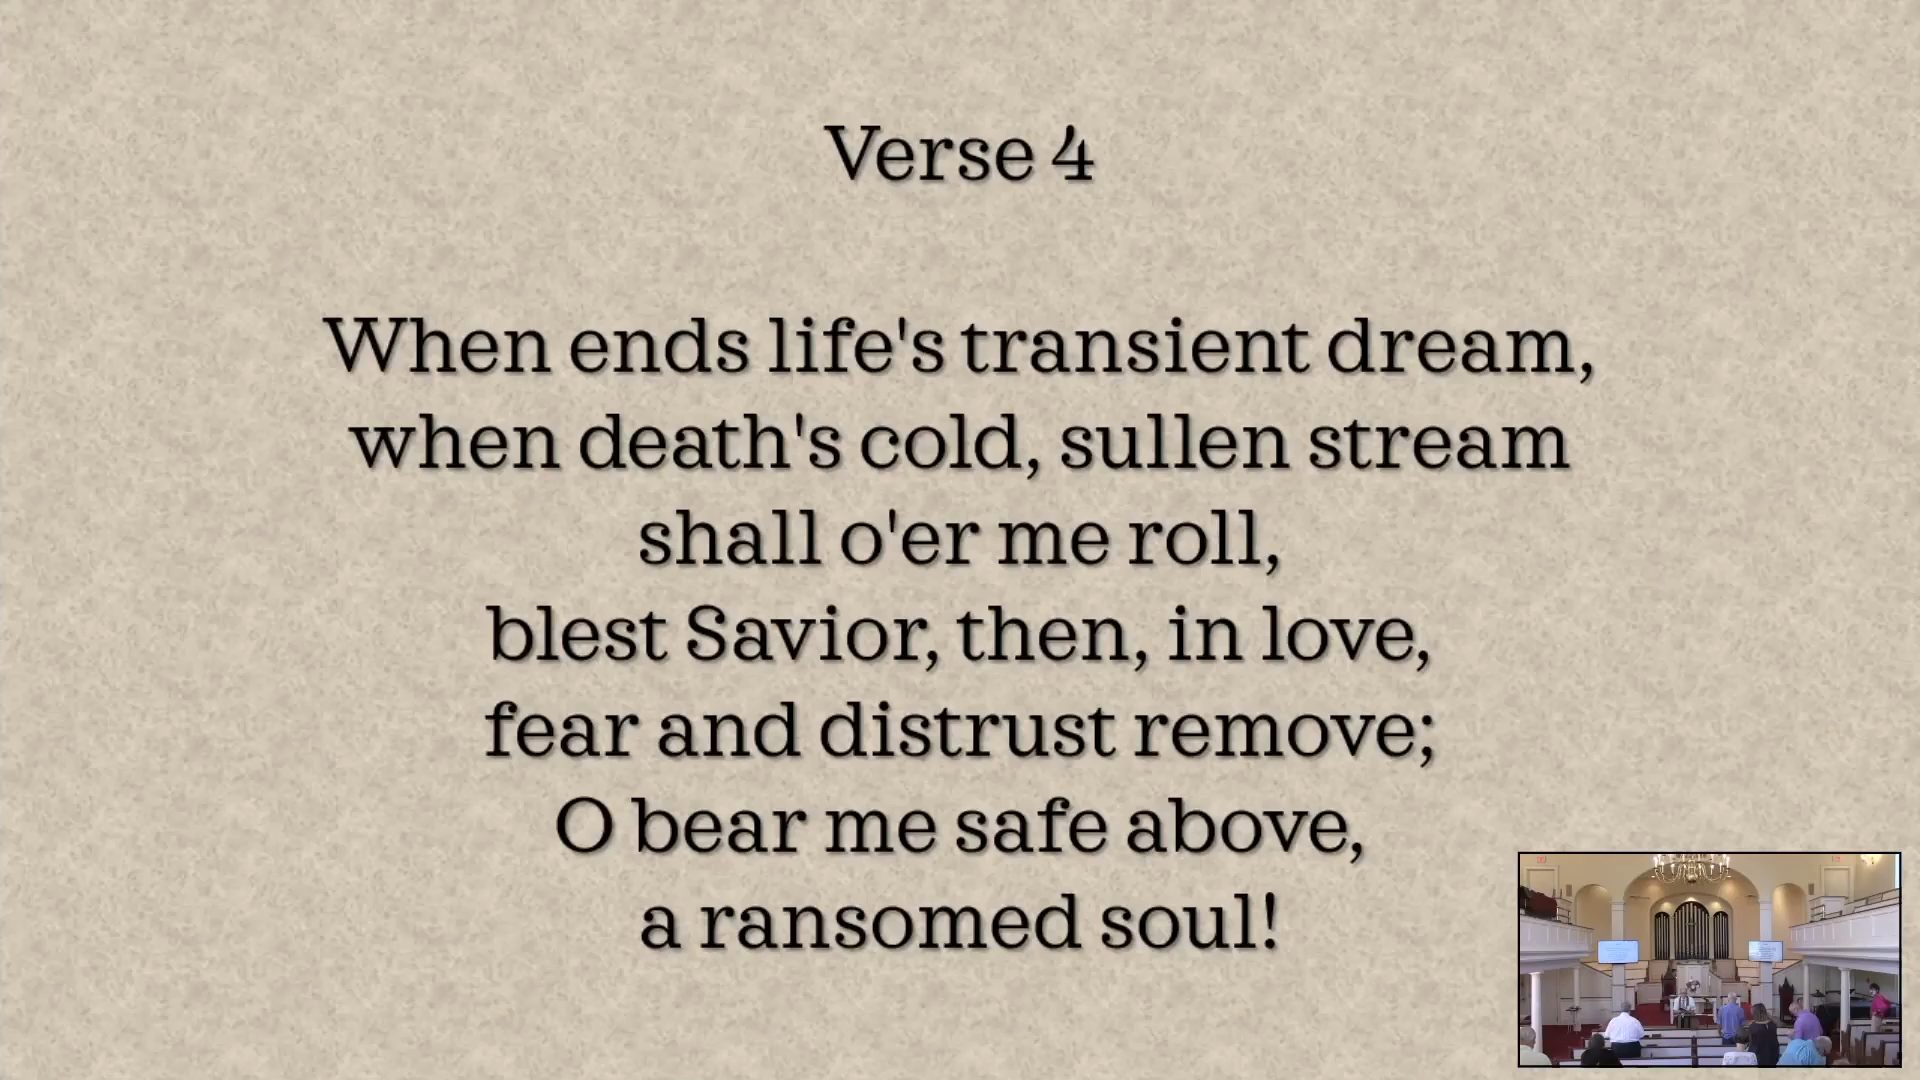 Verse 4
When ends life's transient dream,
when death's cold, sullen stream
shall o'er me roll,
blest Savior, then, in love,
fear and distrust remove;
O bear me safe above,
a ransomed soul!